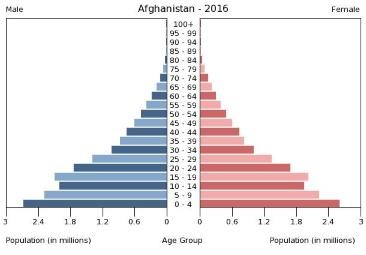 Male Afghanistan - 2016 Female
100+
95 - 99
90 - 94
85 - 89
80 - 84
75 - 79
70 - 74
65 - 69
60 - 64
55 - 59
50 - 54
45 - 49
40 - 44
35 - 39
30 - 34
25 - 29
20 - 24
15 - 19
10 - 14
5 - 9
0 - 4
3 2.4 1.8 1.2 0.6 0 0 0.6 1.2 1.8 2.4 3
Population (in millions) Age Group Population (in millions)